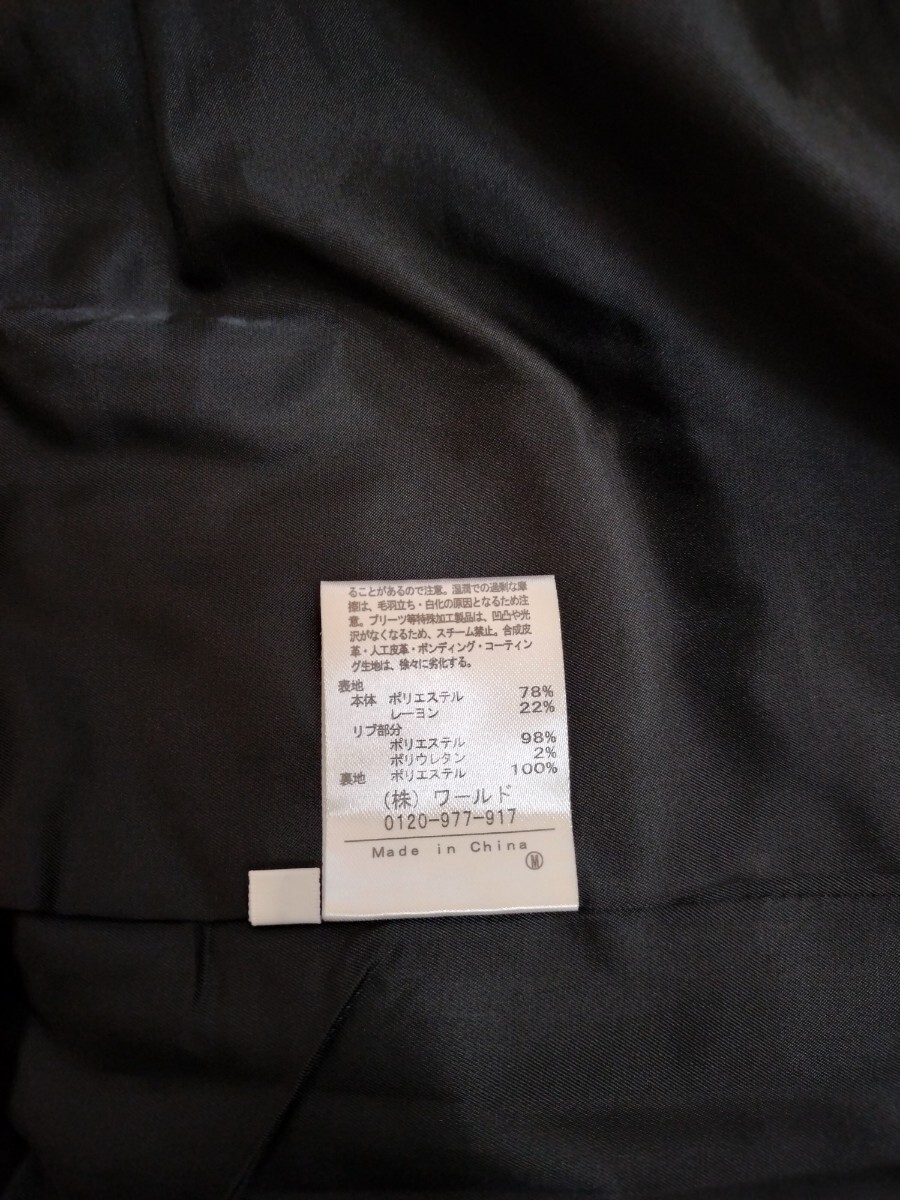 ることがあるので注意。湿潤での過剰な摩
擦は、毛羽立ち・白化の原因となるため注
意。プリーツ等特殊加工製品は、凹凸や光
沢がなくなるため、スチーム禁止。合成皮
革・人工皮革・ボンディング・コーティン
グ生地は、徐々に劣化する。
表地
本体 ポリエステル 78%
レーヨン 22%
リブ部分
ポリエステル 98%
ポリウレタン 2%
裏地 ポリエステル 100%
(株) ワールド
0120-977-917
Made in China
M